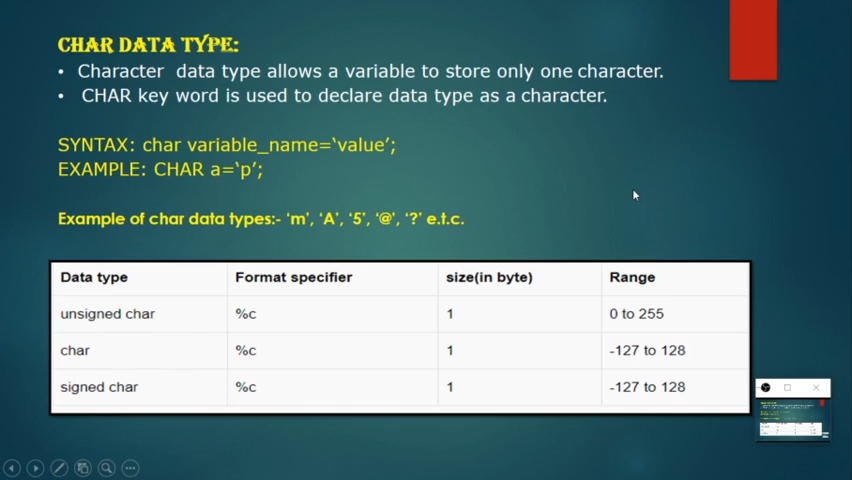 CHAR DATA TYPE:
• Character data type allows a variable to store only one character.
• CHAR key word is used to declare data type as a character.
SYNTAX: char variable_name=‘value’;
EXAMPLE: CHAR a=‘p’;
Example of char data types:- ‘m’, ‘A’, ‘5’, ‘@’, ‘?’ e.t.c.
Data type Format specifier size(in byte) Range
unsigned char %c 1 0 to 255
char %c 1 -127 to 128
signed char %c 1 -127 to 128